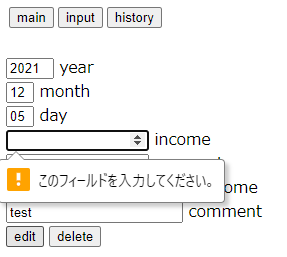 main input history
2021 year
12 month
05 day
income
このフィールドを入力してください。
ome
test comment
edit delete